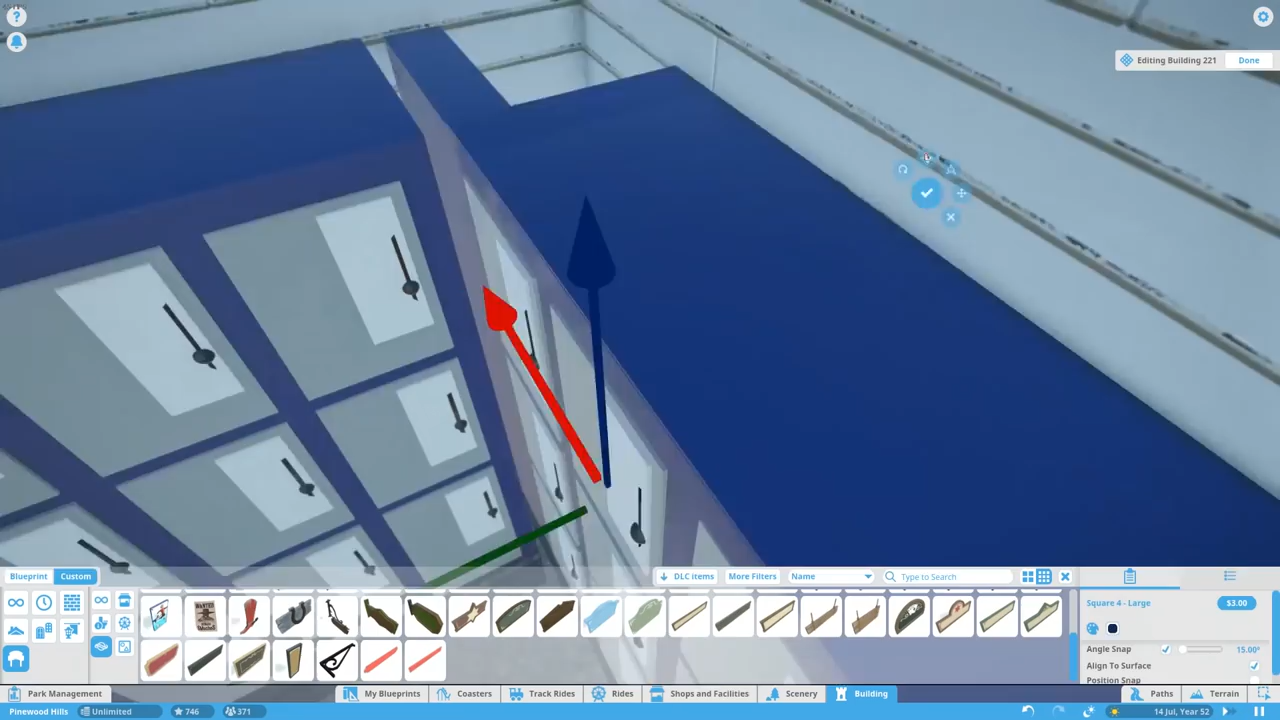 Editing Building 221 Done
Blueprint Custom
DLC items More Filters Name Type to Search
WANTED
Square 4 - Large $3.00
Angle Snap 15.00°
Align To Surface
Position Snap
Park Management My Blueprints Coasters Track Rides Rides Shops and Facilities Scenery Building Paths Terrain
Pinewood Hills Unlimited 746 371 14 Jul, Year 52